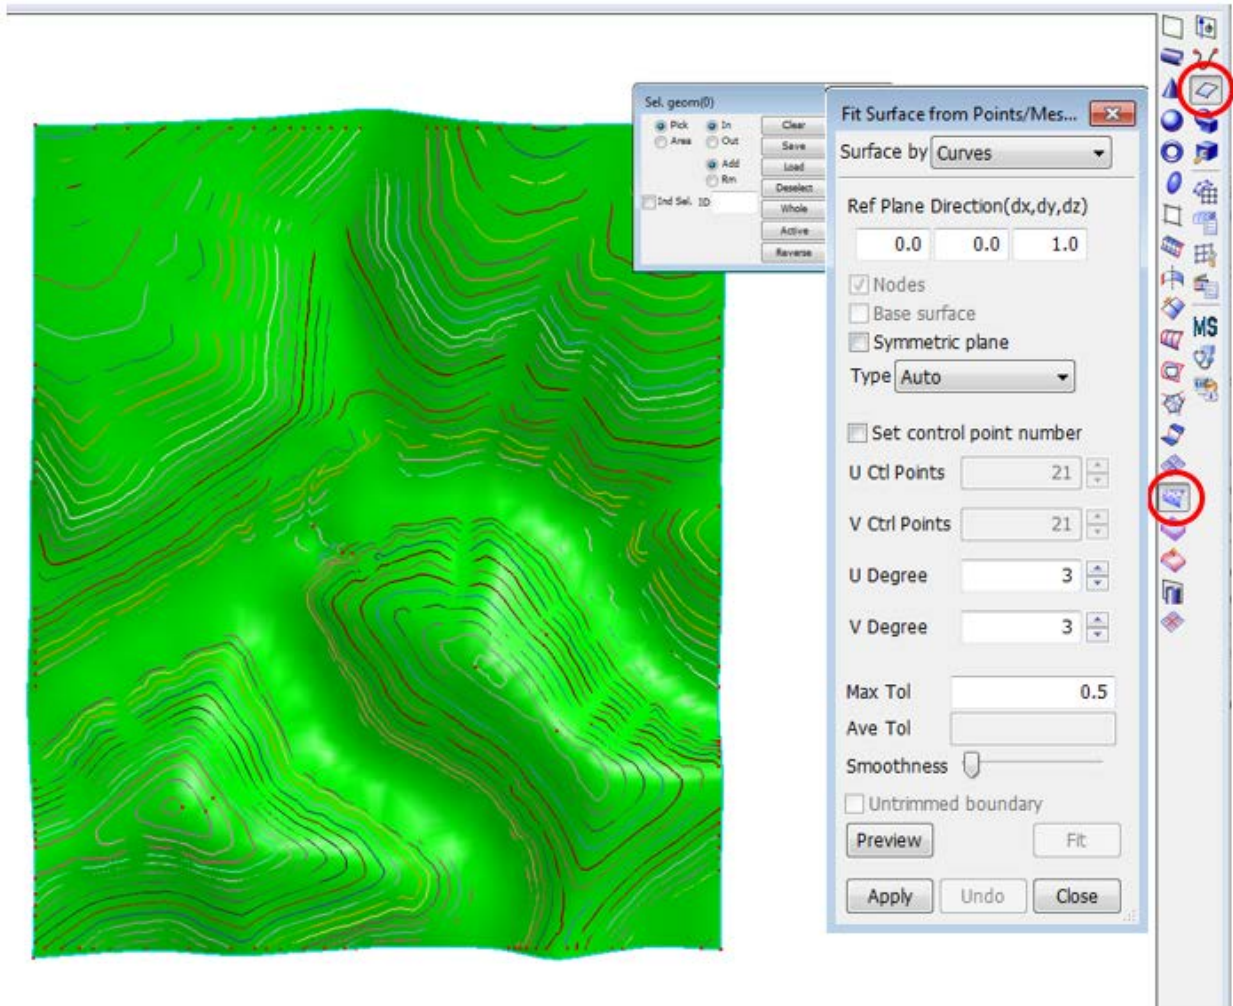 Sel. geom(0)
Pick In Clear
Area Out Save
Add Load
Rm Deselect
Ind Sel. ID Whole
Active
Reverse
Fit Surface from Points/Mes...
Surface by Curves
Ref Plane Direction(dx,dy,dz)
0.0 0.0 1.0
Nodes
Base surface
Symmetric plane
Type Auto
Set control point number
U Ctl Points 21
V Ctrl Points 21
U Degree 3
V Degree 3
Max Tol 0.5
Ave Tol
Smoothness
Untrimmed boundary
Preview Fit
Apply Undo Close
MS